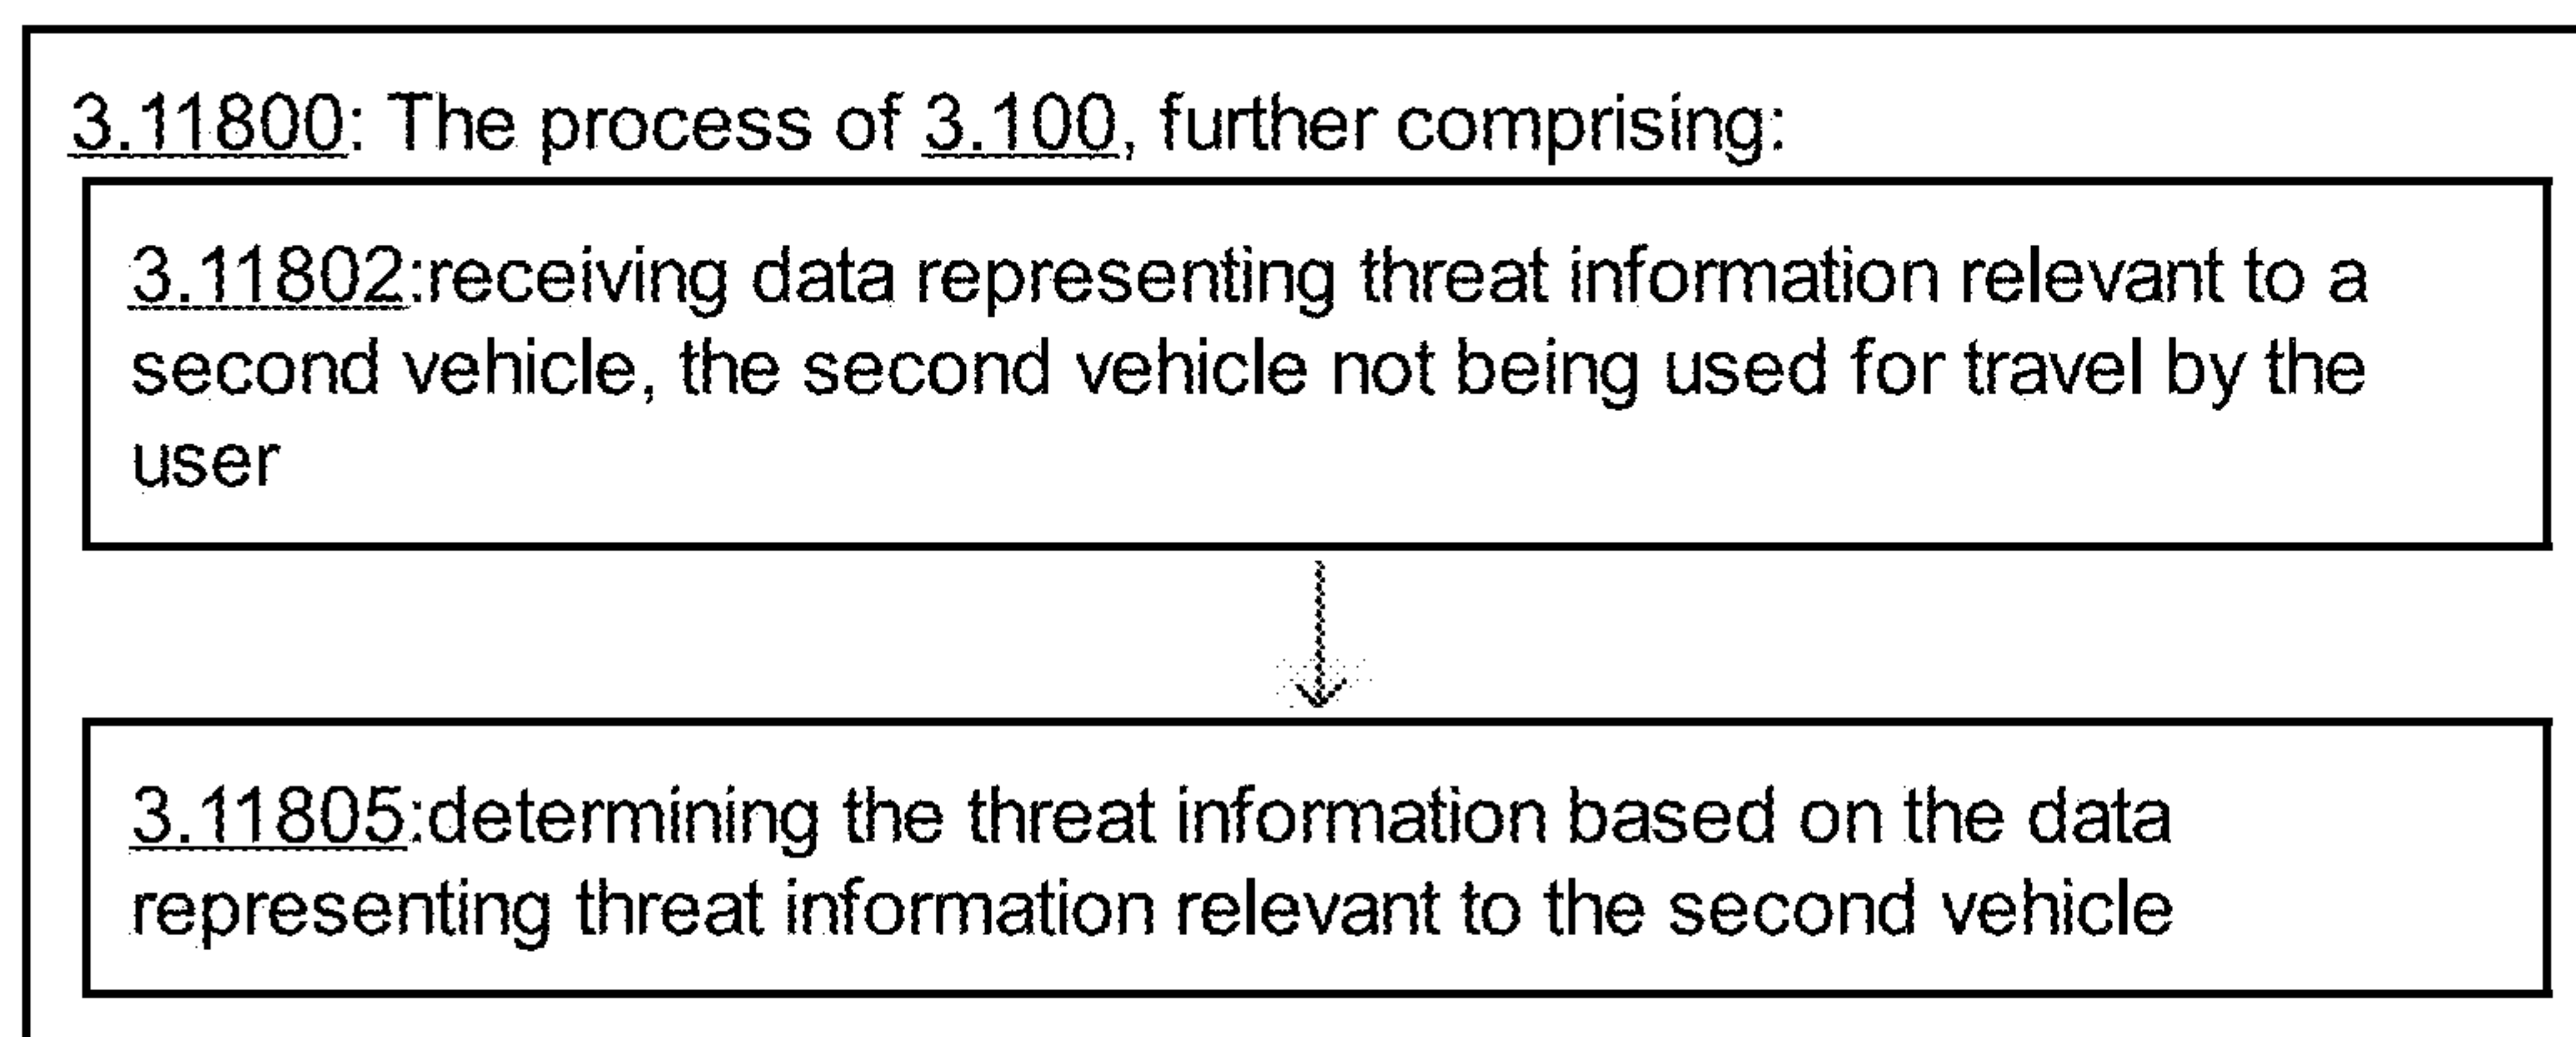 3.11800: The process of 3.100, further comprising:
3.11802:receiving data representing threat information relevant to a
second vehicle, the second vehicle not being used for travel by the
user
3.11805:determining the threat information based on the data
representing threat information relevant to the second vehicle